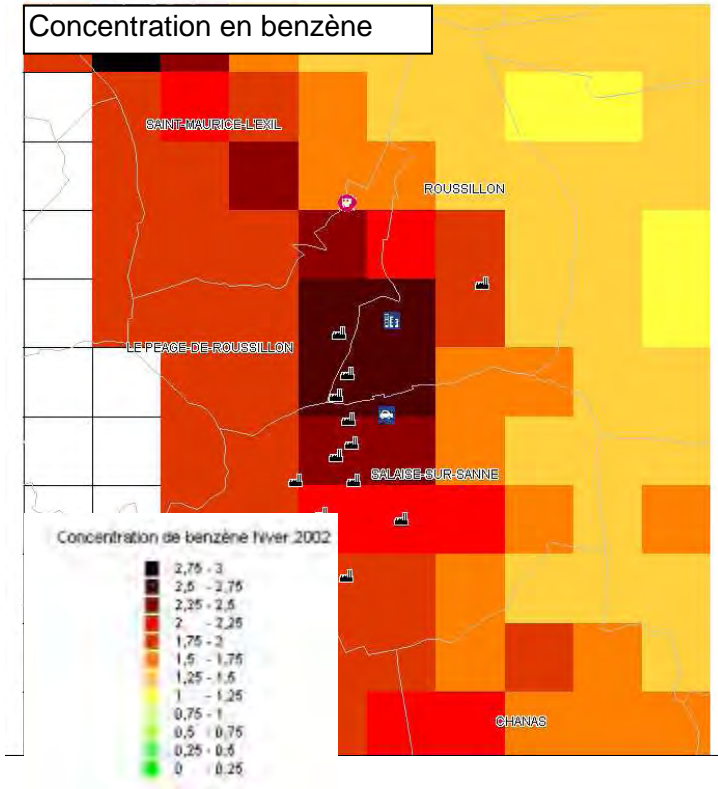 Concentration en benzène
SAINT-MAURICE-L'EXIL
ROUSSILLON
LE PEAGE-DE-ROUSSILLON
SALAISE-SUR-SANNE
Concentration de benzène hiver 2002
2,75 - 3
2,5 - 2,75
2,25 - 2,5
2 - 2,25
1,75 - 2
1,5 - 1,75
1,25 - 1,5
1 - 1,25
0,75 - 1
0,5 - 0,75
0,25 - 0,5
0 - 0,25
CHANAS